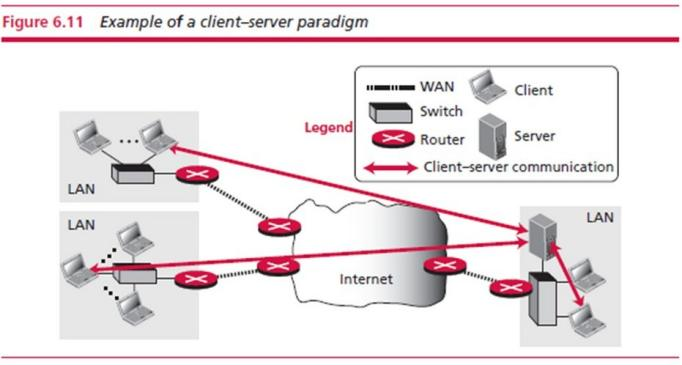 Figure 6.11 Example of a client–server paradigm
WAN
Client
Switch
Legend
Router
Server
Client–server communication
LAN
LAN
LAN
Internet